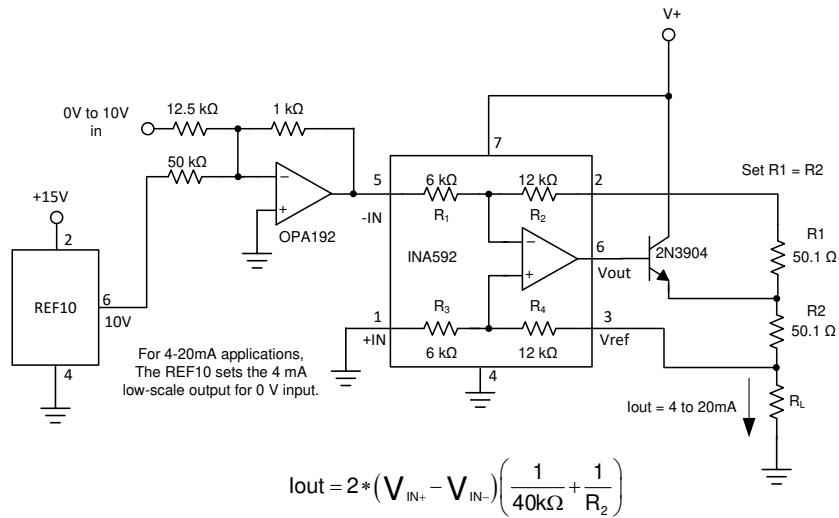 V+
0V to 10V
in
12.5 kΩ
1 kΩ
50 kΩ
+15V
2
REF10
6
10V
4
−
+
OPA192
For 4-20mA applications,
The REF10 sets the 4 mA
low-scale output for 0 V input.
7
5
-IN
6 kΩ
R1
12 kΩ
R2
2
INA592
−
+
6
Vout
1
+IN
R3
6 kΩ
R4
12 kΩ
3
Vref
4
2N3904
Set R1 = R2
R1
50.1 Ω
R2
50.1 Ω
Iout = 4 to 20mA
RL
Iout = 2*(VIN+ − VIN−)(1/40kΩ + 1/R2)